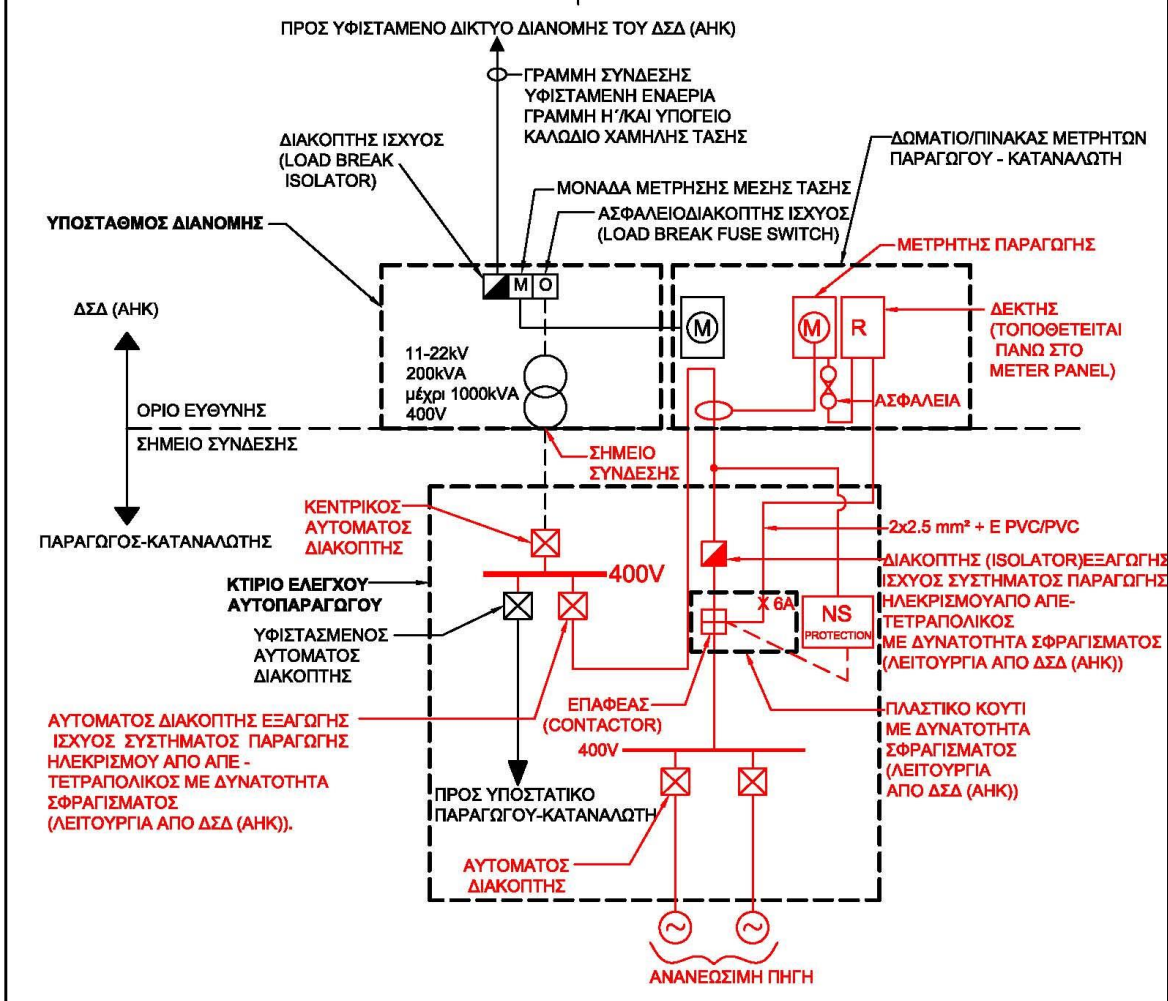 ΠΡΟΣ ΥΦΙΣΤΑΜΕΝΟ ΔΙΚΤΥΟ ΔΙΑΝΟΜΗΣ ΤΟΥ ΔΣΔ (ΑΗΚ)
ΓΡΑΜΜΗ ΣΥΝΔΕΣΗΣ
ΥΦΙΣΤΑΜΕΝΗ ΕΝΑΕΡΙΑ
ΓΡΑΜΜΗ Η΄/ΚΑΙ ΥΠΟΓΕΙΟ
ΚΑΛΩΔΙΟ ΧΑΜΗΛΗΣ ΤΑΣΗΣ
ΔΙΑΚΟΠΤΗΣ ΙΣΧΥΟΣ
(LOAD BREAK
ISOLATOR)
ΔΩΜΑΤΙΟ/ΠΙΝΑΚΑΣ ΜΕΤΡΗΤΩΝ
ΠΑΡΑΓΩΓΟΥ - ΚΑΤΑΝΑΛΩΤΗ
ΜΟΝΑΔΑ ΜΕΤΡΗΣΗΣ ΜΕΣΗΣ ΤΑΣΗΣ
ΑΣΦΑΛΕΙΟΔΙΑΚΟΠΤΗΣ ΙΣΧΥΟΣ
(LOAD BREAK FUSE SWITCH)
ΥΠΟΣΤΑΘΜΟΣ ΔΙΑΝΟΜΗΣ
ΜΕΤΡΗΤΗΣ ΠΑΡΑΓΩΓΗΣ
M O
M
M
R
ΔΕΚΤΗΣ
(ΤΟΠΟΘΕΤΕΙΤΑΙ
ΠΑΝΩ ΣΤΟ
METER PANEL)
ΔΣΔ (ΑΗΚ)
11-22kV
200kVA
μέχρι 1000kVA
400V
ΑΣΦΑΛΕΙΑ
ΟΡΙΟ ΕΥΘΥΝΗΣ
ΣΗΜΕΙΟ ΣΥΝΔΕΣΗΣ
ΣΗΜΕΙΟ
ΣΥΝΔΕΣΗΣ
ΠΑΡΑΓΩΓΟΣ-ΚΑΤΑΝΑΛΩΤΗΣ
ΚΕΝΤΡΙΚΟΣ
ΑΥΤΟΜΑΤΟΣ
ΔΙΑΚΟΠΤΗΣ
2x2.5 mm² + E PVC/PVC
ΔΙΑΚΟΠΤΗΣ (ISOLATOR)ΕΞΑΓΩΓΗΣ
ΙΣΧΥΟΣ ΣΥΣΤΗΜΑΤΟΣ ΠΑΡΑΓΩΓΗΣ
ΗΛΕΚΡΙΣΜΟΥΑΠΟ ΑΠΕ-
ΤΕΤΡΑΠΟΛΙΚΟΣ
ΜΕ ΔΥΝΑΤΟΤΗΤΑ ΣΦΡΑΓΙΣΜΑΤΟΣ
(ΛΕΙΤΟΥΡΓΙΑ ΑΠΟ ΔΣΔ (ΑΗΚ))
400V
ΚΤΙΡΙΟ ΕΛΕΓΧΟΥ
ΑΥΤΟΠΑΡΑΓΩΓΟΥ
X 6A
NS
PROTECTION
ΥΦΙΣΤΑΣΜΕΝΟΣ
ΑΥΤΟΜΑΤΟΣ
ΔΙΑΚΟΠΤΗΣ
ΕΠΑΦΕΑΣ
(CONTACTOR)
400V
ΠΛΑΣΤΙΚΟ ΚΟΥΤΙ
ΜΕ ΔΥΝΑΤΟΤΗΤΑ
ΣΦΡΑΓΙΣΜΑΤΟΣ
(ΛΕΙΤΟΥΡΓΙΑ
ΑΠΟ ΔΣΔ (ΑΗΚ))
ΑΥΤΟΜΑΤΟΣ ΔΙΑΚΟΠΤΗΣ ΕΞΑΓΩΓΗΣ
ΙΣΧΥΟΣ ΣΥΣΤΗΜΑΤΟΣ ΠΑΡΑΓΩΓΗΣ
ΗΛΕΚΡΙΣΜΟΥ ΑΠΟ ΑΠΕ -
ΤΕΤΡΑΠΟΛΙΚΟΣ ΜΕ ΔΥΝΑΤΟΤΗΤΑ
ΣΦΡΑΓΙΣΜΑΤΟΣ
(ΛΕΙΤΟΥΡΓΙΑ ΑΠΟ ΔΣΔ (ΑΗΚ)).
ΠΡΟΣ ΥΠΟΣΤΑΤΙΚΟ
ΠΑΡΑΓΩΓΟΥ-ΚΑΤΑΝΑΛΩΤΗ
ΑΥΤΟΜΑΤΟΣ
ΔΙΑΚΟΠΤΗΣ
ΑΝΑΝΕΩΣΙΜΗ ΠΗΓΗ